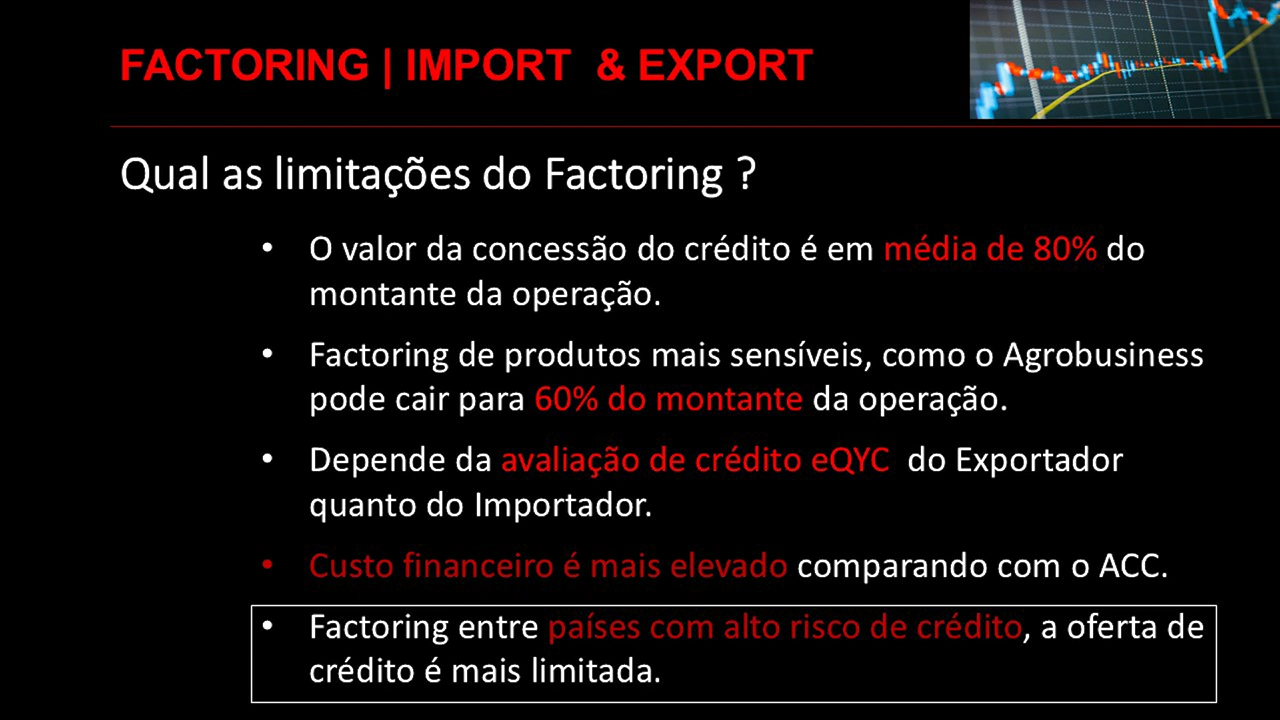 FACTORING | IMPORT & EXPORT
Qual as limitações do Factoring ?
• O valor da concessão do crédito é em média de 80% do
montante da operação.
• Factoring de produtos mais sensíveis, como o Agrobusiness
pode cair para 60% do montante da operação.
• Depende da avaliação de crédito eQYC do Exportador
quanto do Importador.
• Custo financeiro é mais elevado comparando com o ACC.
• Factoring entre países com alto risco de crédito, a oferta de
crédito é mais limitada.